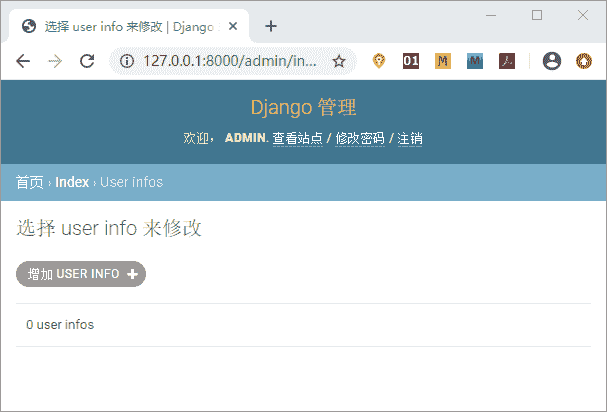 选择 user info 来修改 | Django
127.0.0.1:8000/admin/in...
01 M M
Django 管理
欢迎， ADMIN. 查看站点 / 修改密码 / 注销
首页 › Index › User infos
选择 user info 来修改
增加 USER INFO
0 user infos